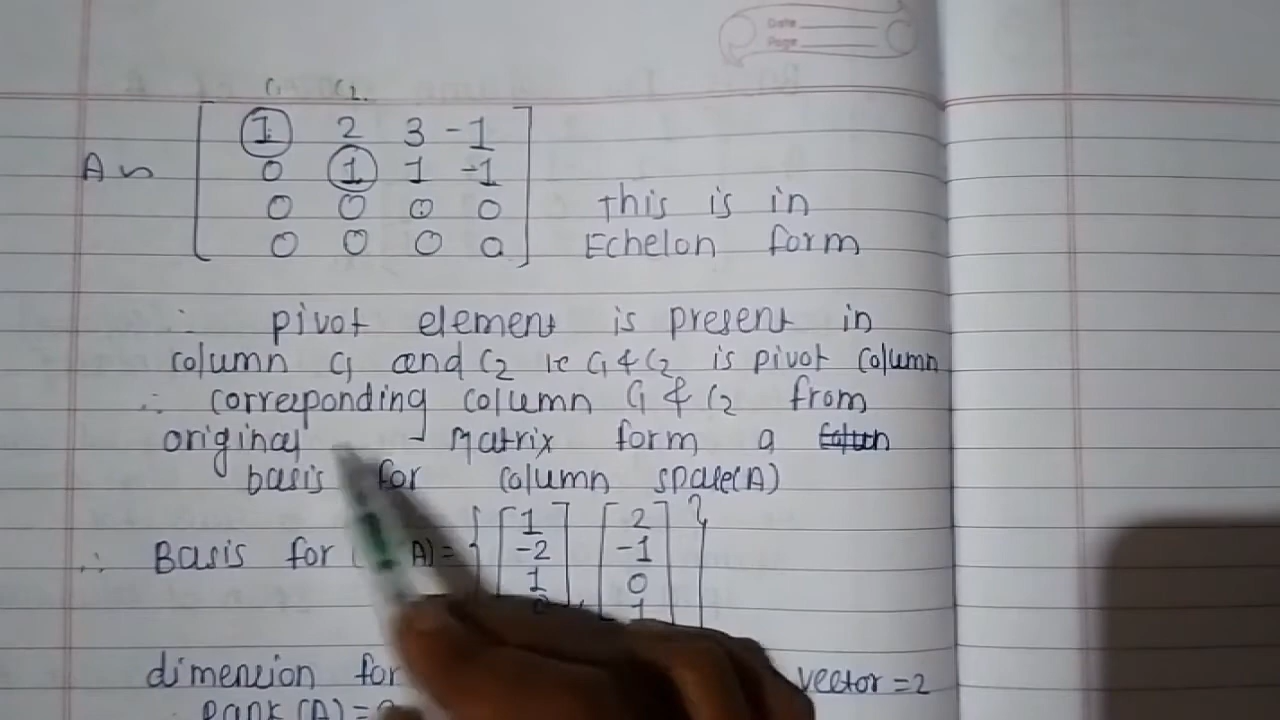 Date
Page
C₁ C₂
A ~ [ 1 2 3 -1
0 1 1 -1
0 0 0 0
0 0 0 0 ]
This is in
Echelon form
∴ pivot element is present in
column C₁ and C₂ ie C₁ & C₂ is pivot column
∴ corresponding column C₁ & C₂ from
original matrix form a
basis for column space(A)
∴ Basis for A) = { [ 1 -2 1 ], [ 2 -1 0 1 ] }
dimension for vector = 2
Rank (A) =